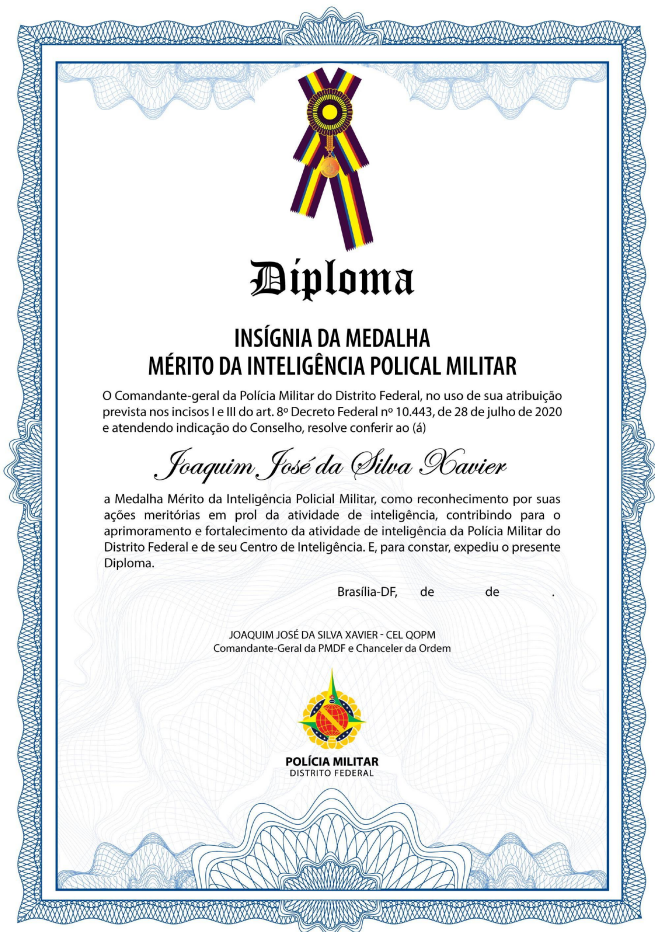 Diploma
INSÍGNIA DA MEDALHA
MÉRITO DA INTELIGÊNCIA POLICAL MILITAR
O Comandante-geral da Polícia Militar do Distrito Federal, no uso de sua atribuição
prevista nos incisos I e III do art. 8º Decreto Federal nº 10.443, de 28 de julho de 2020
e atendendo indicação do Conselho, resolve conferir ao (á)
Joaquim José da Silva Xavier
a Medalha Mérito da Inteligência Policial Militar, como reconhecimento por suas
ações meritórias em prol da atividade de inteligência, contribuindo para o
aprimoramento e fortalecimento da atividade de inteligência da Polícia Militar do
Distrito Federal e de seu Centro de Inteligência. E, para constar, expediu o presente
Diploma.
Brasília-DF, de de .
JOAQUIM JOSÉ DA SILVA XAVIER - CEL QOPM
Comandante-Geral da PMDF e Chanceler da Ordem
POLÍCIA MILITAR
DISTRITO FEDERAL